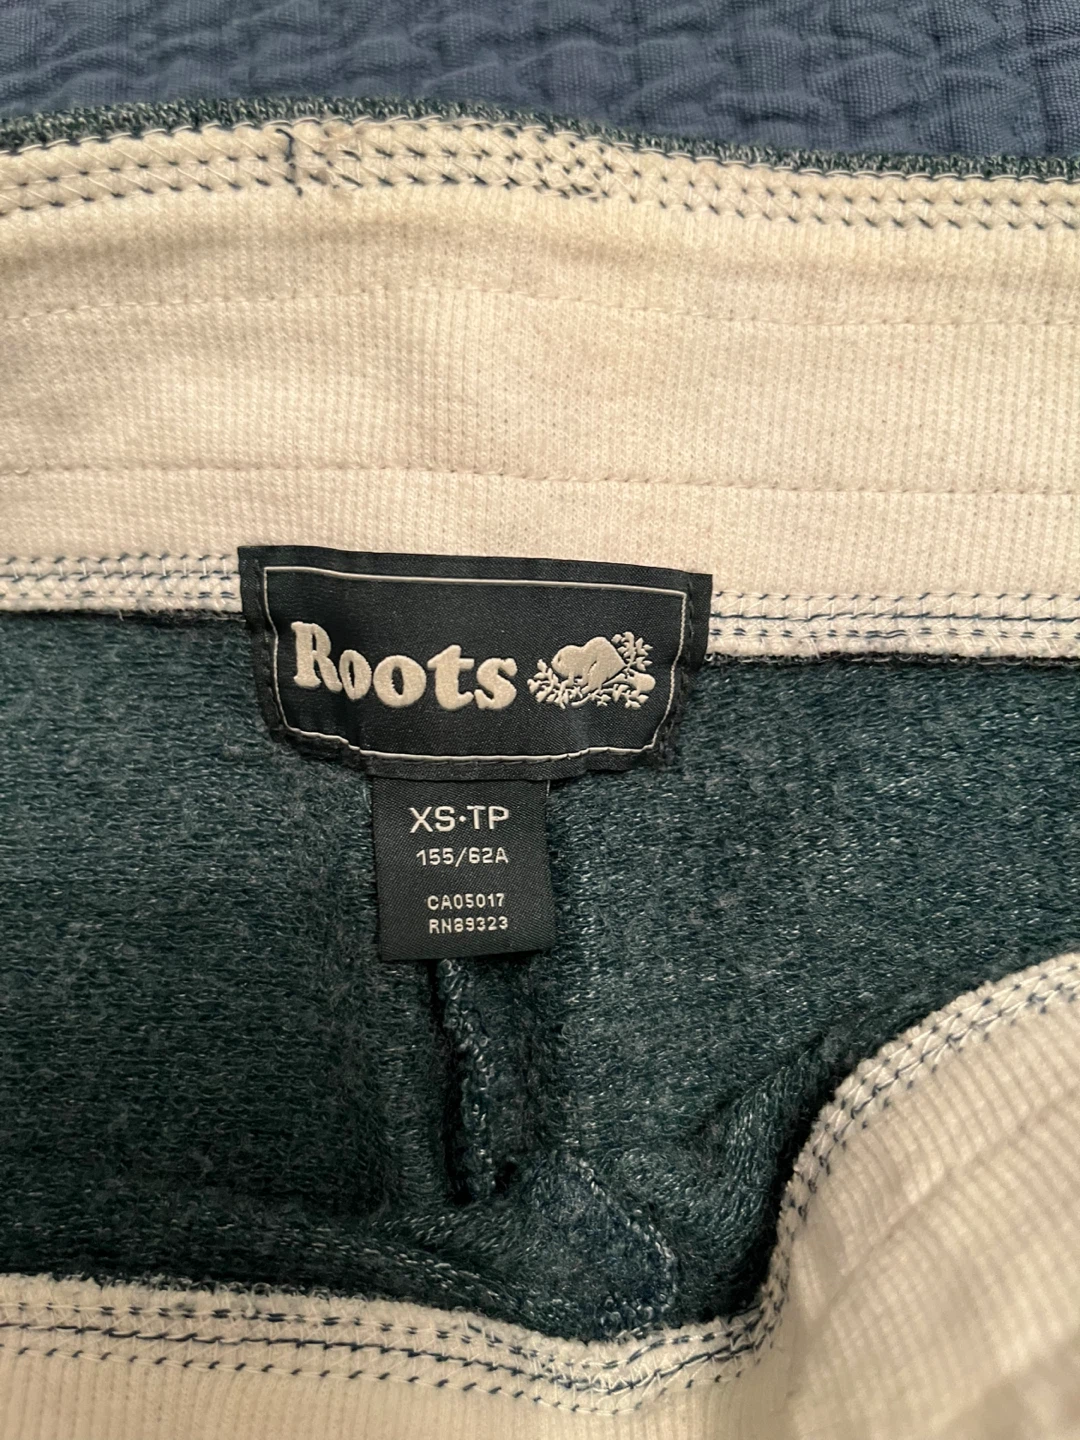 Roots
XS·TP
155/62A
CA05017
RN89323